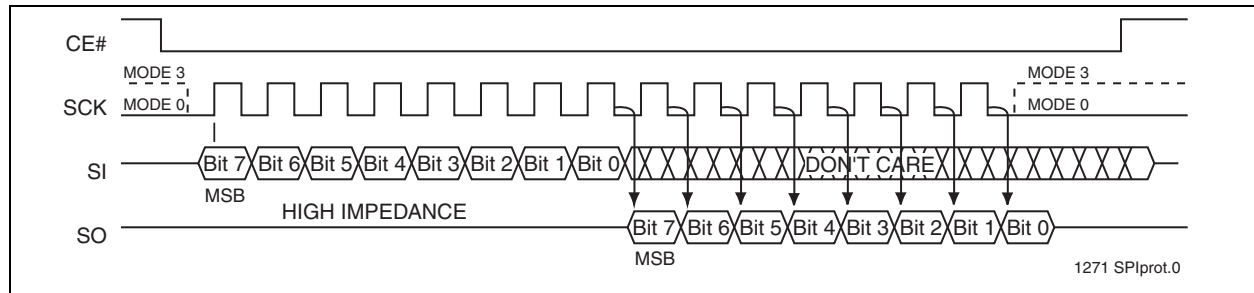 CE#
MODE 3 MODE 3
SCK MODE 0 MODE 0
SI Bit 7 Bit 6 Bit 5 Bit 4 Bit 3 Bit 2 Bit 1 Bit 0 DON'T CARE
MSB
HIGH IMPEDANCE
SO Bit 7 Bit 6 Bit 5 Bit 4 Bit 3 Bit 2 Bit 1 Bit 0
MSB
1271 SPIprot.0